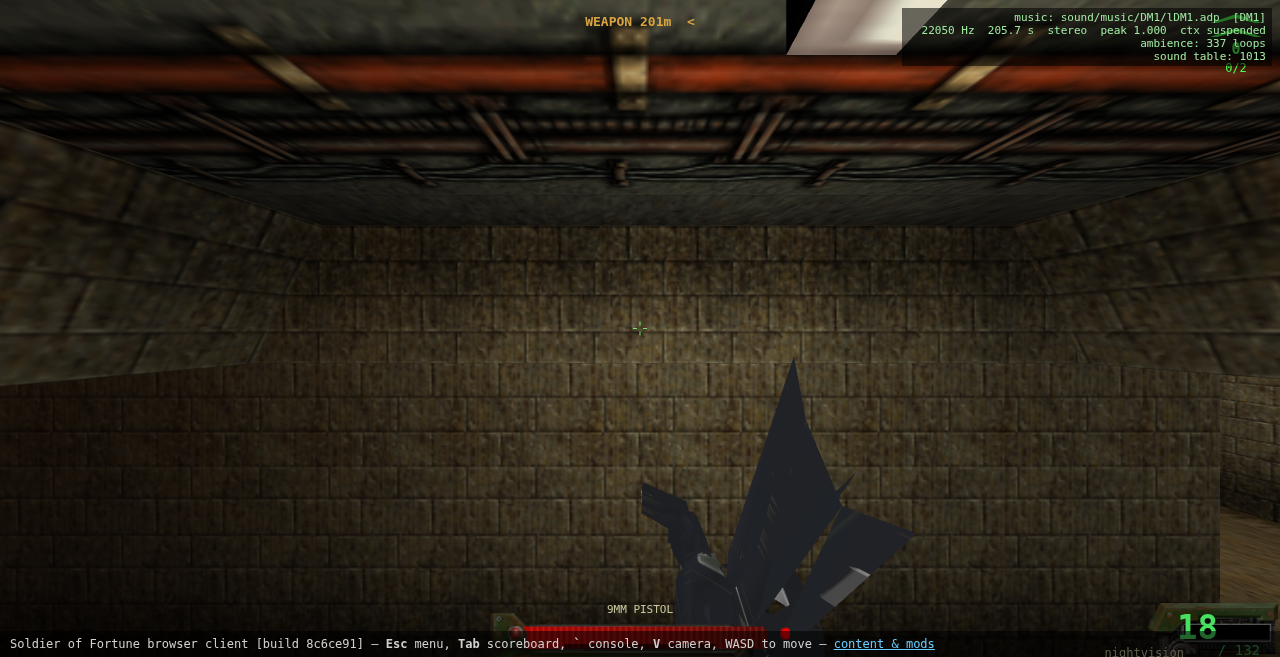 WEAPON 201m <
music: sound/music/DM1/lDM1.adp [DM1]
22050 Hz 205.7 s stereo peak 1.000 ctx suspended
ambience: 337 loops
0
sound table: 1013
0/2
9MM PISTOL
18
Soldier of Fortune browser client [build 8c6ce91] — Esc menu, Tab scoreboard, ` console, V camera, WASD to move — content & mods
nightvision / 132